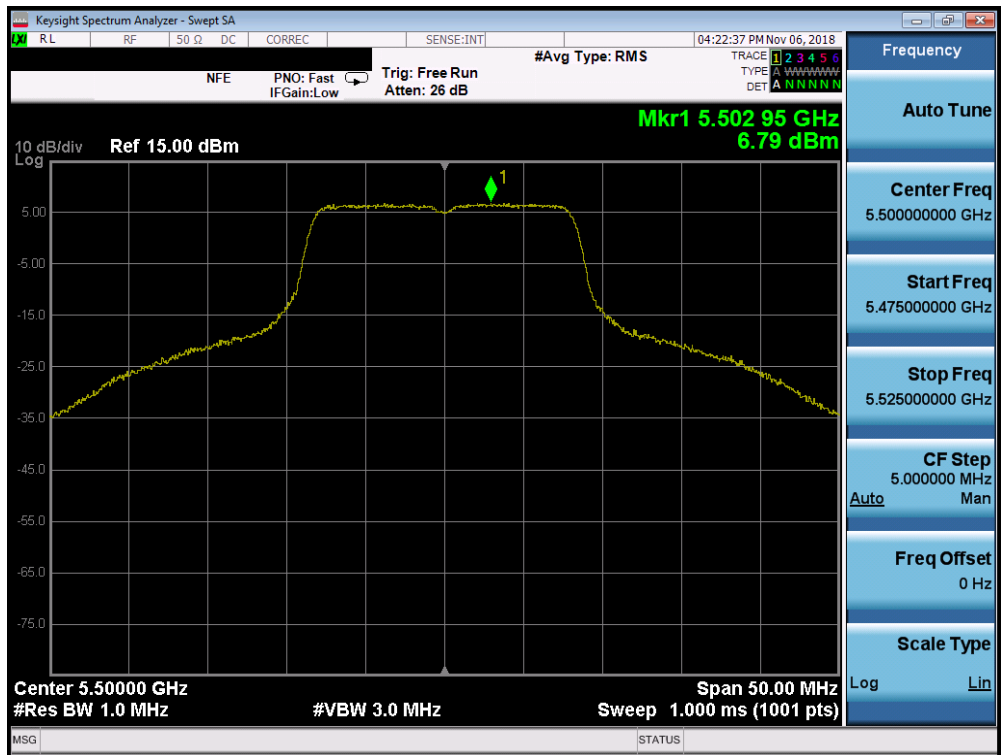 Keysight Spectrum Analyzer - Swept SA
LXI RL RF 50 Ω DC CORREC SENSE:INT 04:22:37 PM Nov 06, 2018
NFE PNO: Fast IFGain:Low Trig: Free Run Atten: 26 dB #Avg Type: RMS
TRACE 1 2 3 4 5 6
TYPE A WWWWW
DET A N N N N N
Mkr1 5.502 95 GHz
6.79 dBm
10 dB/div Ref 15.00 dBm
Log
1
5.00
-5.00
-15.0
-25.0
-35.0
-45.0
-55.0
-65.0
-75.0
Center 5.50000 GHz Span 50.00 MHz
#Res BW 1.0 MHz #VBW 3.0 MHz Sweep 1.000 ms (1001 pts)
MSG STATUS
Frequency
Auto Tune
Center Freq
5.500000000 GHz
Start Freq
5.475000000 GHz
Stop Freq
5.525000000 GHz
CF Step
5.000000 MHz
Auto Man
Freq Offset
0 Hz
Scale Type
Log Lin